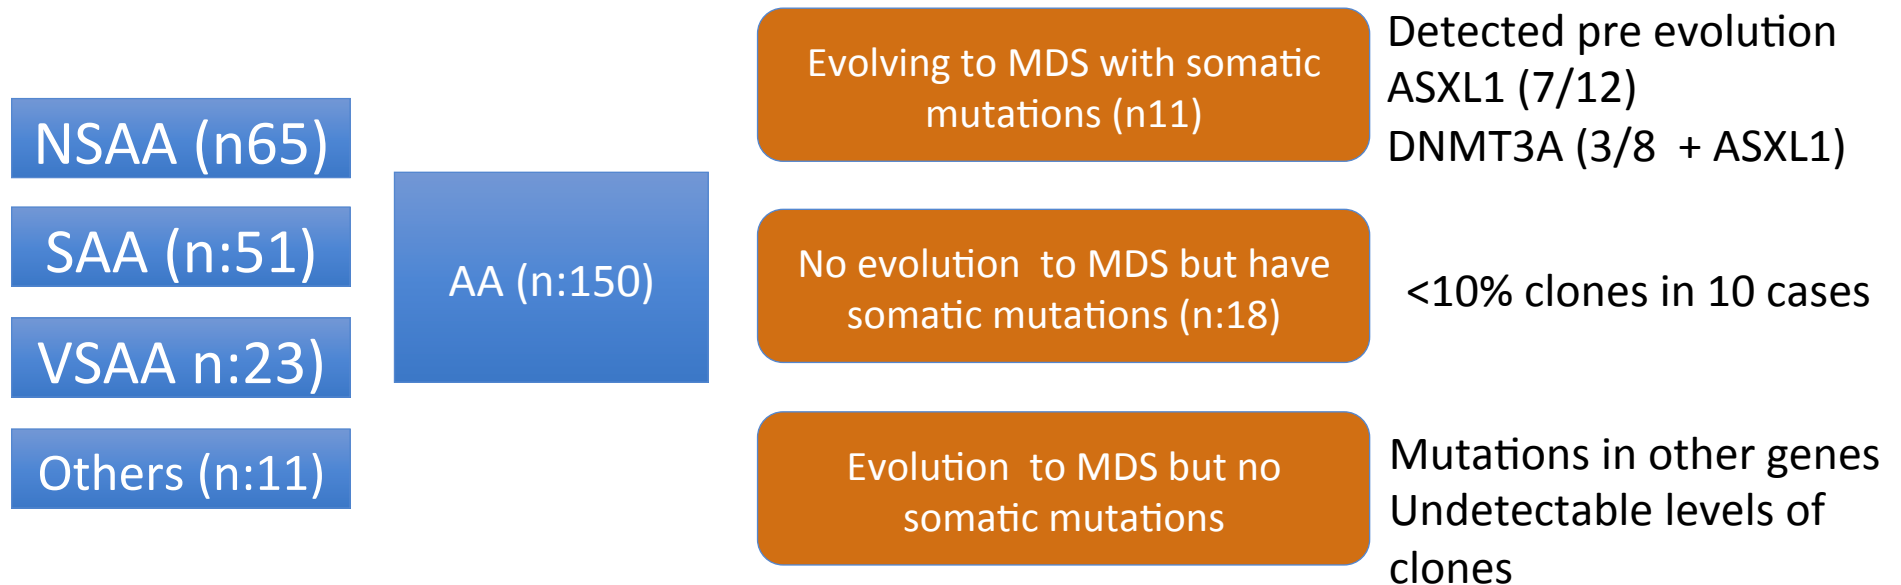 NSAA (n65)
SAA (n:51)
VSAA n:23)
Others (n:11)
AA (n:150)
Evolving to MDS with somatic
mutations (n11)
Detected pre evolution
ASXL1 (7/12)
DNMT3A (3/8 + ASXL1)
No evolution to MDS but have
somatic mutations (n:18)
<10% clones in 10 cases
Evolution to MDS but no
somatic mutations
Mutations in other genes
Undetectable levels of
clones